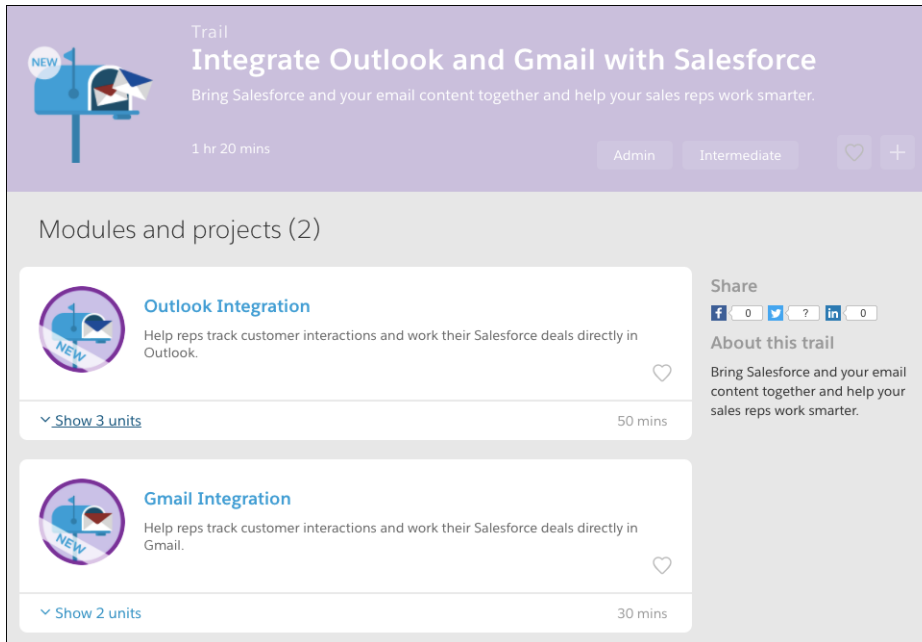 NEW
Trail
Integrate Outlook and Gmail with Salesforce
Bring Salesforce and your email content together and help your sales reps work smarter.
1 hr 20 mins
Admin
Intermediate
Modules and projects (2)
NEW
Outlook Integration
Help reps track customer interactions and work their Salesforce deals directly in
Outlook.
Show 3 units
50 mins
NEW
Gmail Integration
Help reps track customer interactions and work their Salesforce deals directly in
Gmail.
Show 2 units
30 mins
Share
f 0 ? in 0
About this trail
Bring Salesforce and your email
content together and help your
sales reps work smarter.